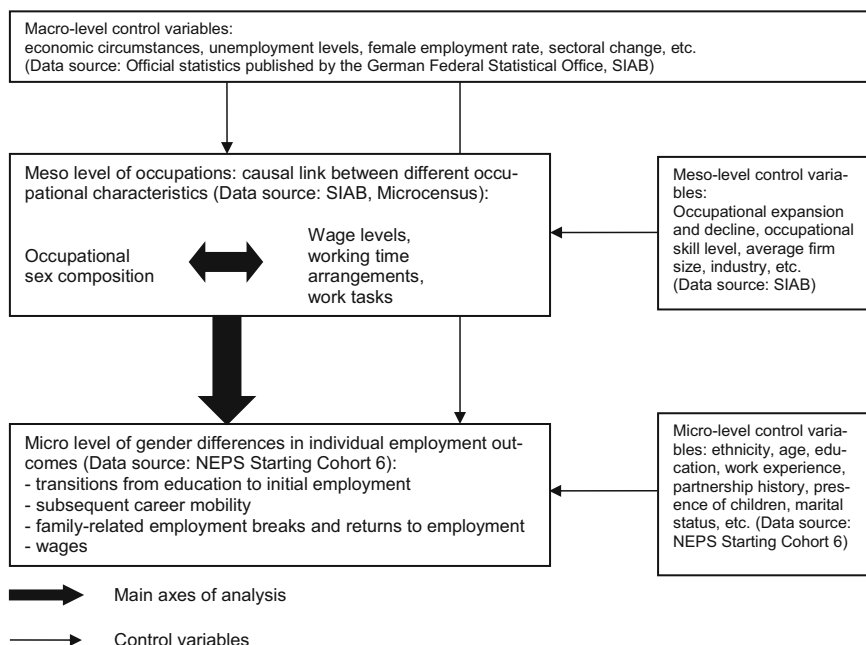 Macro-level control variables:
economic circumstances, unemployment levels, female employment rate, sectoral change, etc.
(Data source: Official statistics published by the German Federal Statistical Office, SIAB)
Meso level of occupations: causal link between different occu-
pational characteristics (Data source: SIAB, Microcensus):
Occupational
sex composition
Wage levels,
working time
arrangements,
work tasks
Meso-level control varia-
bles:
Occupational expansion
and decline, occupational
skill level, average firm
size, industry, etc.
(Data source: SIAB)
Micro level of gender differences in individual employment out-
comes (Data source: NEPS Starting Cohort 6):
- transitions from education to initial employment
- subsequent career mobility
- family-related employment breaks and returns to employment
- wages
Micro-level control varia-
bles: ethnicity, age, edu-
cation, work experience,
partnership history, pres-
ence of children, marital
status, etc. (Data source:
NEPS Starting Cohort 6)
Main axes of analysis
Control variables